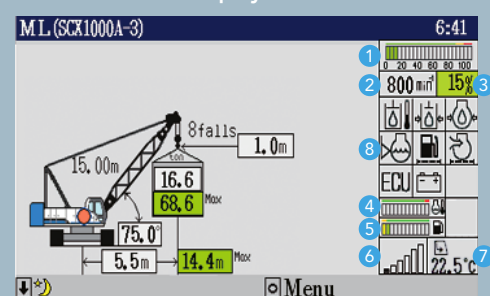 ML(SCX1000A-3) 6:41
1
0 20 40 60 80 100
2 800 min⁻¹ 15% 3
8falls
1.0m
15.00m
ton
16.6
68.6 Max
75.0°
5.5m 14.4m Max
8
ECU
4
5
6 22.5°C 7
Menu